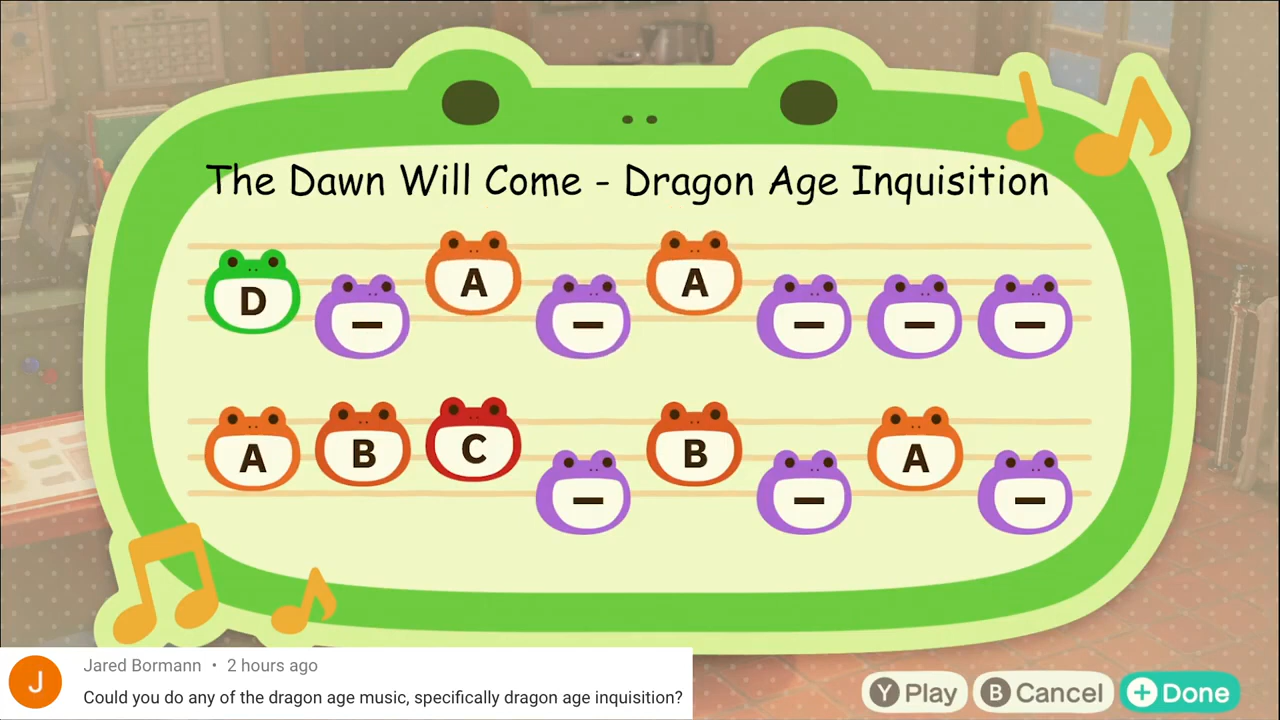 The Dawn Will Come - Dragon Age Inquisition
D – A – A – – –
A B C – B – A –
J
Jared Bormann • 2 hours ago
Could you do any of the dragon age music, specifically dragon age inquisition?
Y Play B Cancel + Done